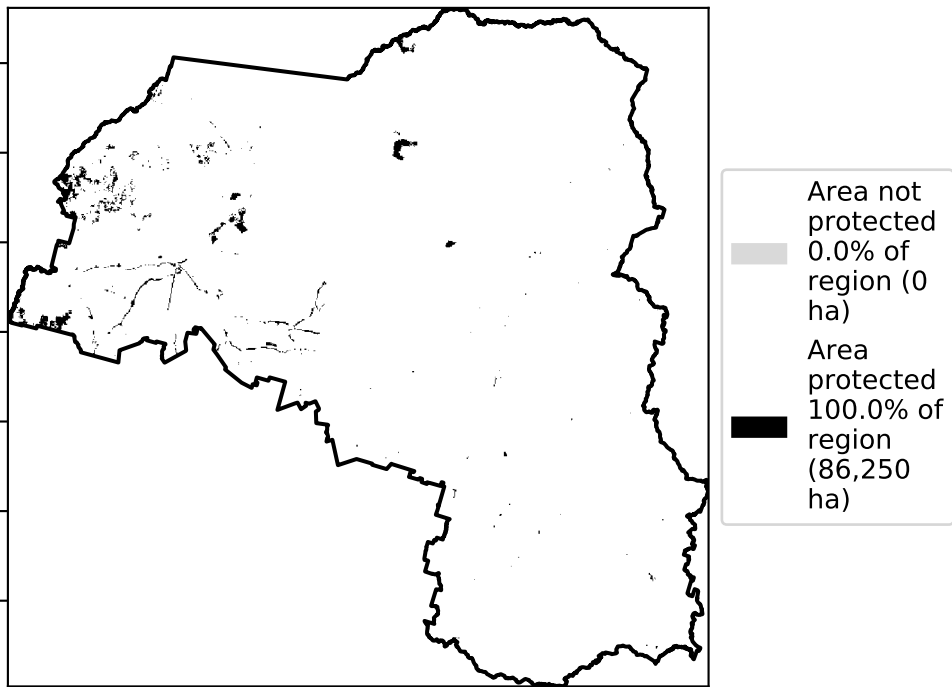 Area not
protected
0.0% of
region (0
ha)
Area
protected
100.0% of
region
(86,250
ha)